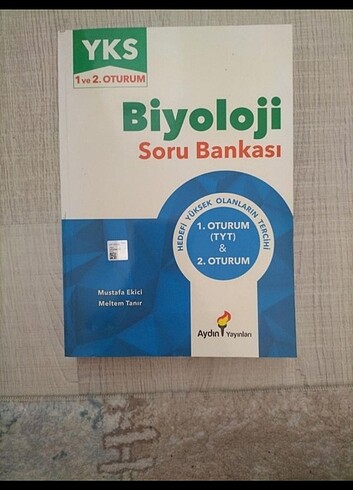 YKS
1 ve 2. OTURUM
Biyoloji
Soru Bankası
HEDEFİ YÜKSEK OLANLARIN TERCİHİ
1. OTURUM
(TYT)
&
2. OTURUM
Mustafa Ekici
Meltem Tanır
Aydın Yayınları